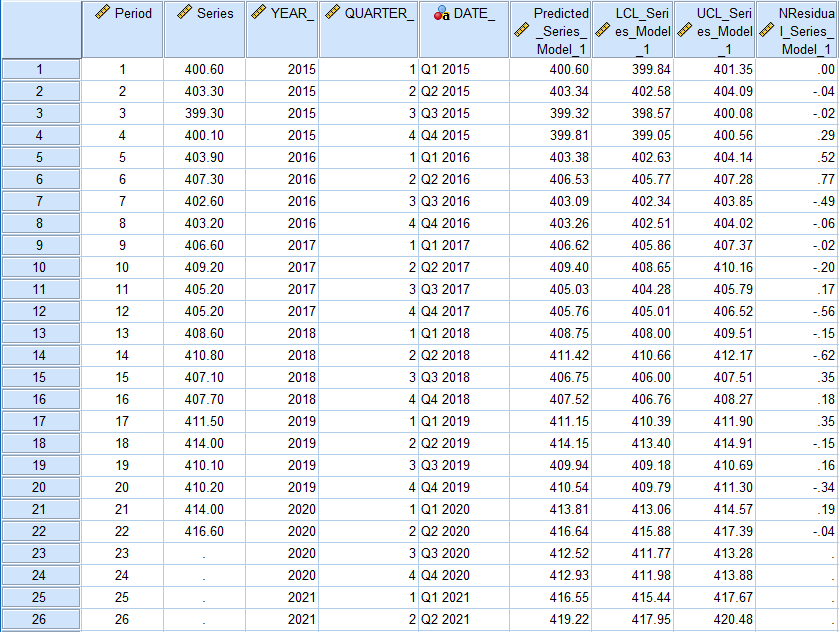 Period Series YEAR_ QUARTER_ DATE_ Predicted_Series_Model_1 LCL_Series_Model_1 UCL_Series_Model_1 NResidual_Series_Model_1
1 1 400.60 2015 1 Q1 2015 400.60 399.84 401.35 .00
2 2 403.30 2015 2 Q2 2015 403.34 402.58 404.09 -.04
3 3 399.30 2015 3 Q3 2015 399.32 398.57 400.08 -.02
4 4 400.10 2015 4 Q4 2015 399.81 399.05 400.56 .29
5 5 403.90 2016 1 Q1 2016 403.38 402.63 404.14 .52
6 6 407.30 2016 2 Q2 2016 406.53 405.77 407.28 .77
7 7 402.60 2016 3 Q3 2016 403.09 402.34 403.85 -.49
8 8 403.20 2016 4 Q4 2016 403.26 402.51 404.02 -.06
9 9 406.60 2017 1 Q1 2017 406.62 405.86 407.37 -.02
10 10 409.20 2017 2 Q2 2017 409.40 408.65 410.16 -.20
11 11 405.20 2017 3 Q3 2017 405.03 404.28 405.79 .17
12 12 405.20 2017 4 Q4 2017 405.76 405.01 406.52 -.56
13 13 408.60 2018 1 Q1 2018 408.75 408.00 409.51 -.15
14 14 410.80 2018 2 Q2 2018 411.42 410.66 412.17 -.62
15 15 407.10 2018 3 Q3 2018 406.75 406.00 407.51 .35
16 16 407.70 2018 4 Q4 2018 407.52 406.76 408.27 .18
17 17 411.50 2019 1 Q1 2019 411.15 410.39 411.90 .35
18 18 414.00 2019 2 Q2 2019 414.15 413.40 414.91 -.15
19 19 410.10 2019 3 Q3 2019 409.94 409.18 410.69 .16
20 20 410.20 2019 4 Q4 2019 410.54 409.79 411.30 -.34
21 21 414.00 2020 1 Q1 2020 413.81 413.06 414.57 .19
22 22 416.60 2020 2 Q2 2020 416.64 415.88 417.39 -.04
23 23 . 2020 3 Q3 2020 412.52 411.77 413.28 .
24 24 . 2020 4 Q4 2020 412.93 411.98 413.88 .
25 25 . 2021 1 Q1 2021 416.55 415.44 417.67 .
26 26 . 2021 2 Q2 2021 419.22 417.95 420.48 .